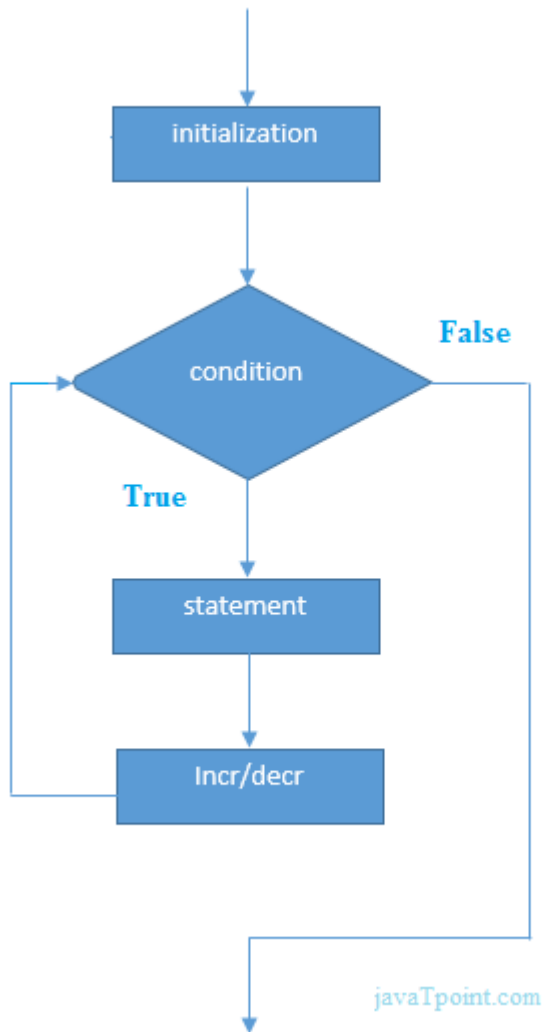 initialization
condition
False
True
statement
Incr/decr
javaTpoint.com